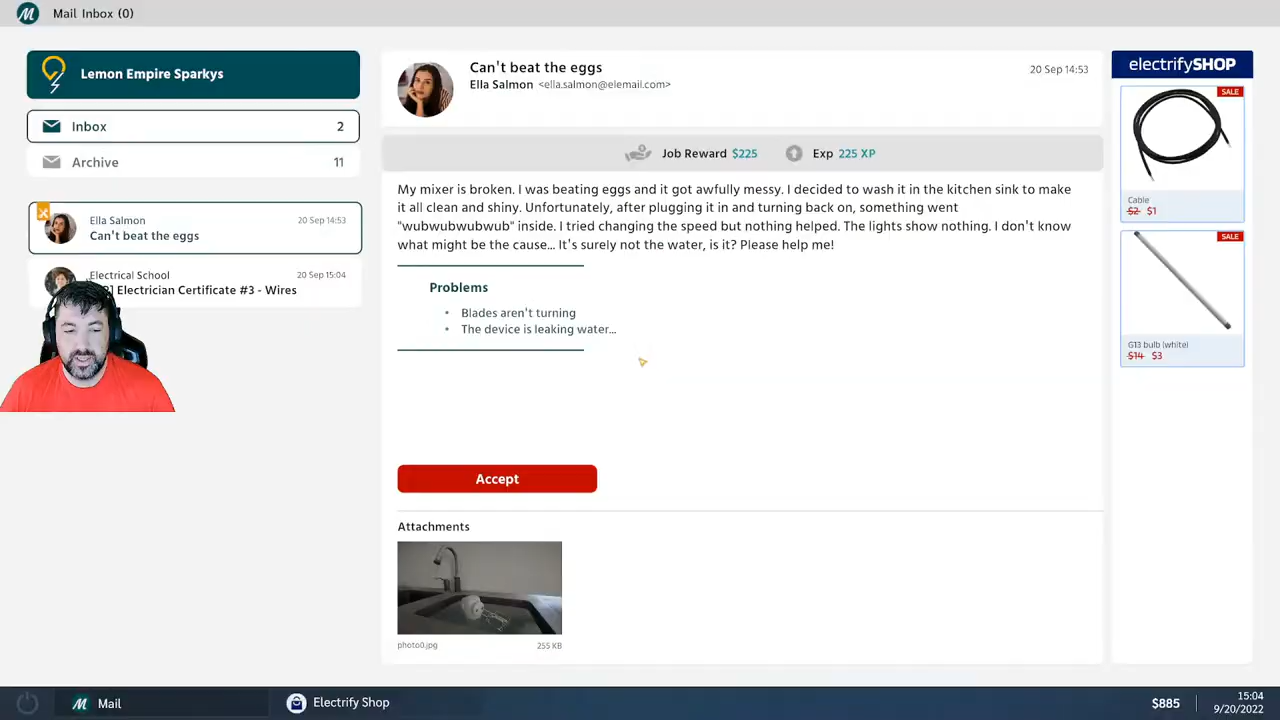 Mail Inbox (0)
Lemon Empire Sparkys
Inbox 2
Archive 11
Ella Salmon 20 Sep 14:53
Can't beat the eggs
Electrical School 20 Sep 15:04
] Electrician Certificate #3 - Wires
Can't beat the eggs
Ella Salmon <ella.salmon@elemail.com>
20 Sep 14:53
Job Reward $225 Exp 225 XP
My mixer is broken. I was beating eggs and it got awfully messy. I decided to wash it in the kitchen sink to make
it all clean and shiny. Unfortunately, after plugging it in and turning back on, something went
"wubwubwubwub" inside. I tried changing the speed but nothing helped. The lights show nothing. I don't know
what might be the cause... It's surely not the water, is it? Please help me!
Problems
• Blades aren't turning
• The device is leaking water...
Accept
Attachments
photo0.jpg 255 KB
electrifySHOP
SALE
Cable
$2 $1
SALE
G13 bulb (white)
$14 $3
Mail
Electrify Shop
$885
15:04
9/20/2022